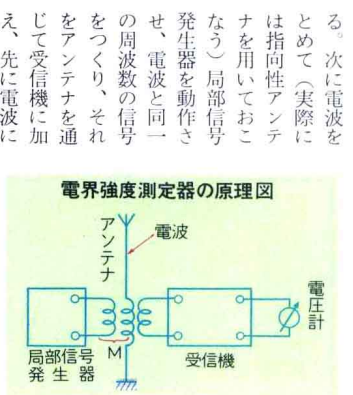 る。次に電波を
とめて（実際に
は指向性アンテ
ナを用いておこ
なう）局部信号
発生器を動作さ
せ、電波と同一
の周波数の信号
をつくり、それ
をアンテナを通
じて受信機に加
え、先に電波に
電界強度測定器の原理図
アンテナ
電波
電圧計
局部信号
発生器
M
受信機